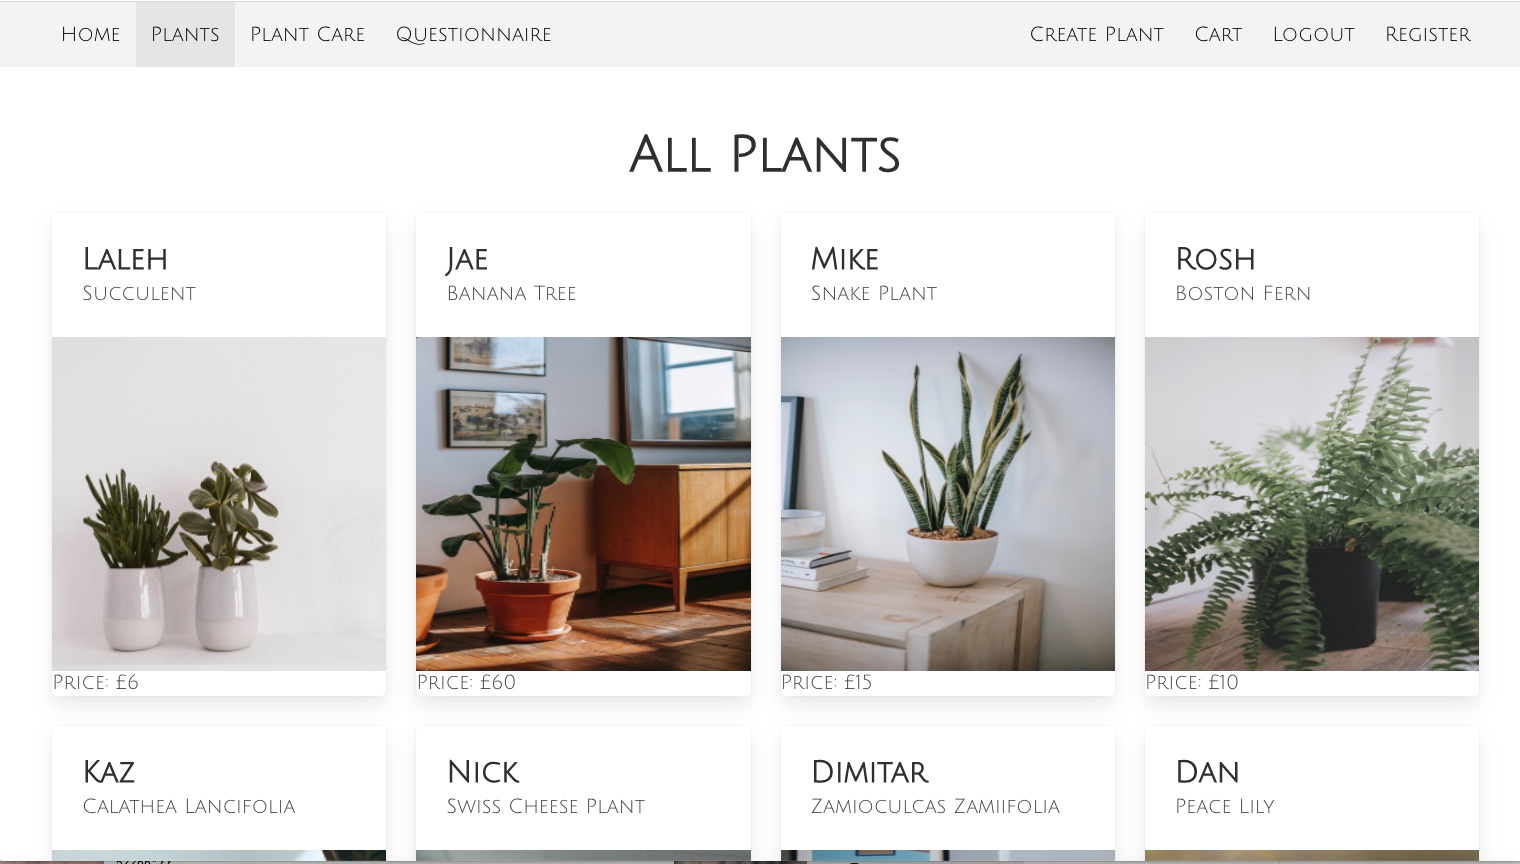 Home Plants Plant Care Questionnaire Create Plant Cart Logout Register
All Plants
Laleh Jae Mike Rosh
Succulent Banana Tree Snake Plant Boston Fern
Price: £6 Price: £60 Price: £15 Price: £10
Kaz Nick Dimitar Dan
Calathea Lancifolia Swiss Cheese Plant Zamioculcas Zamiifolia Peace Lily